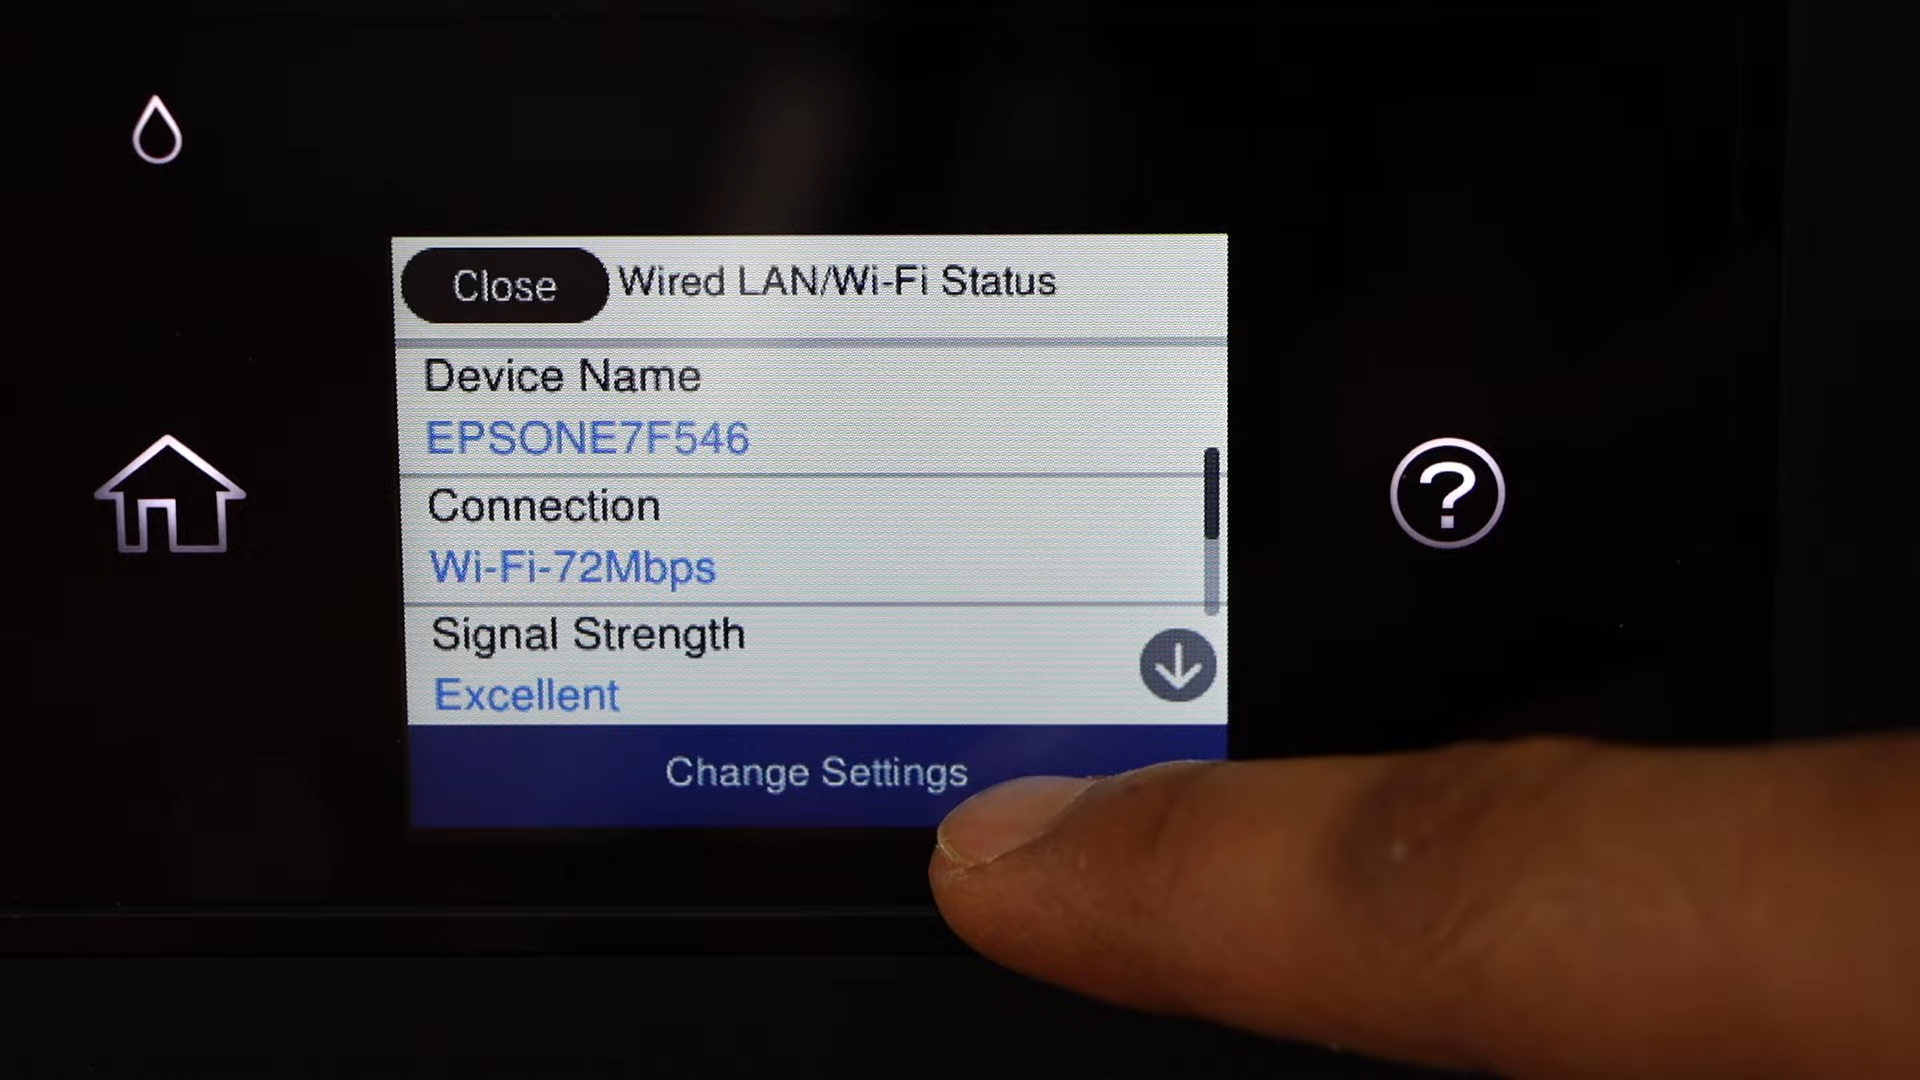 Close
Wired LAN/Wi-Fi Status
Device Name
EPSONE7F546
Connection
Wi-Fi-72Mbps
Signal Strength
Excellent
Change Settings
?